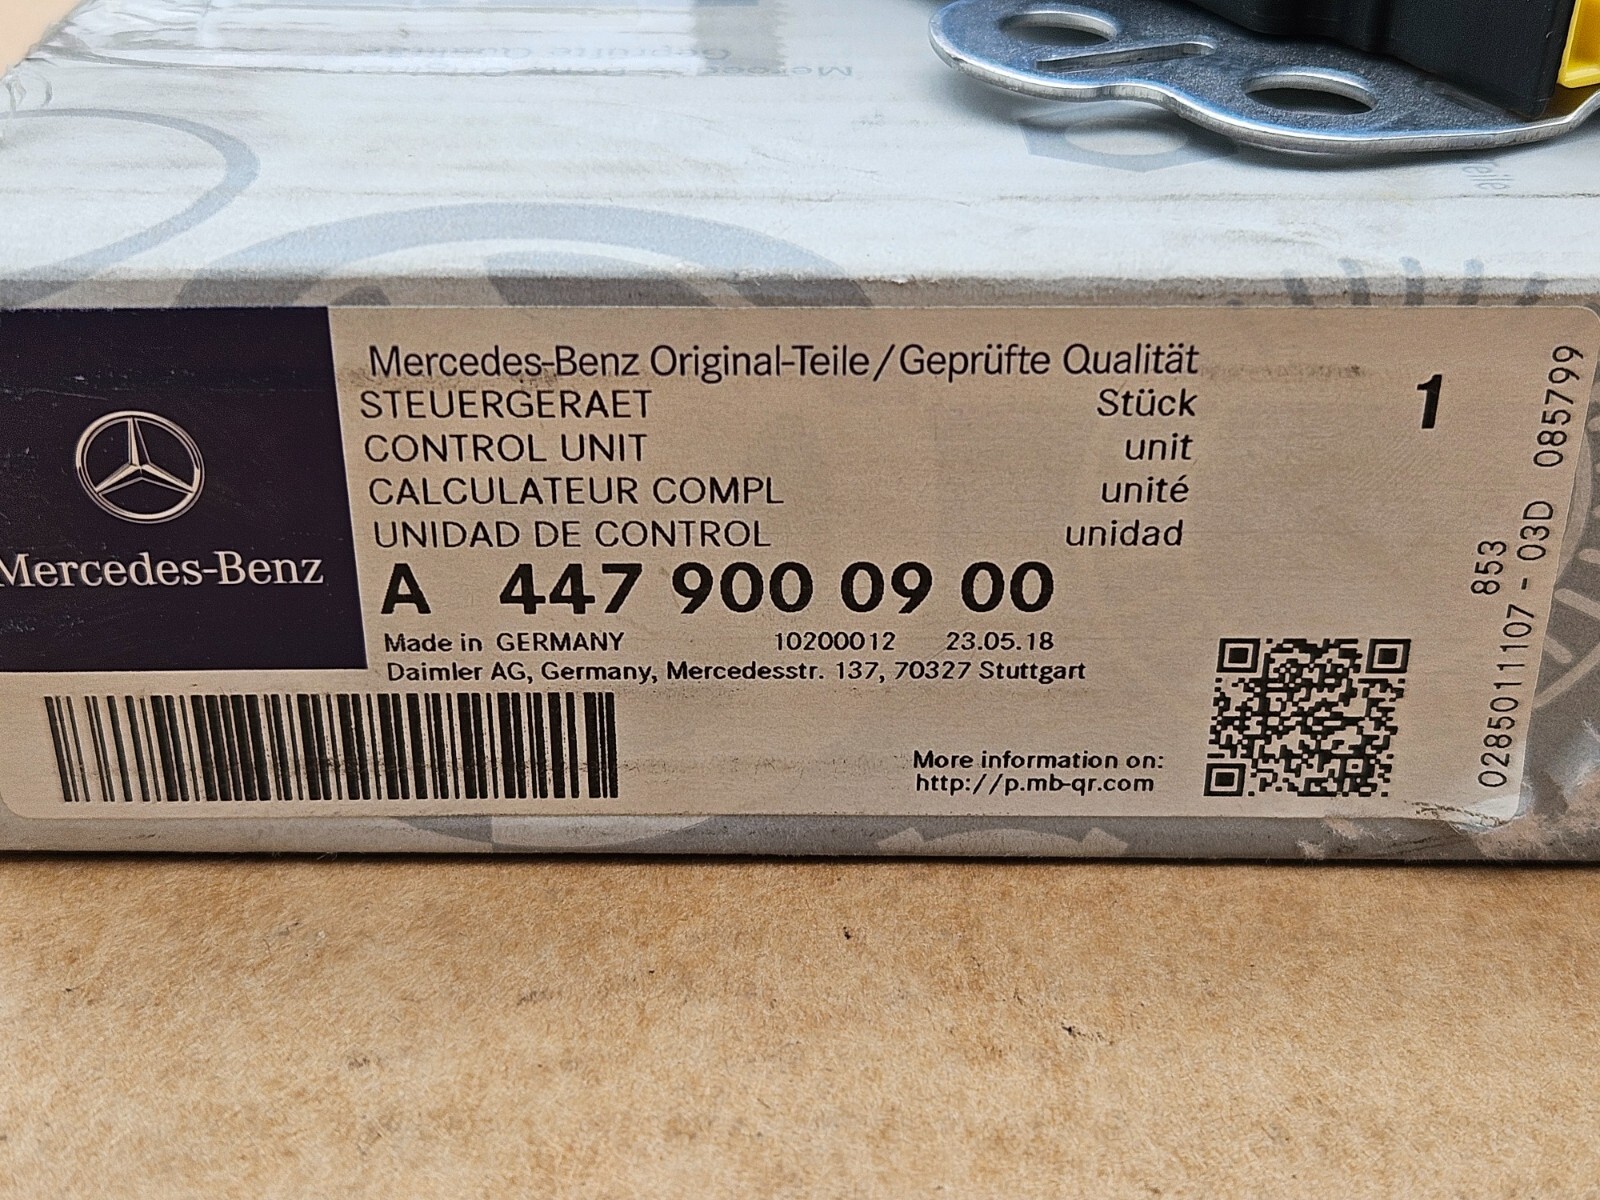 Mercedes-Benz
Mercedes-Benz Original-Teile/Geprüfte Qualität
STEUERGERAET Stück 1
CONTROL UNIT unit
CALCULATEUR COMPL unité
UNIDAD DE CONTROL unidad
A 447 900 09 00
Made in GERMANY 10200012 23.05.18
Daimler AG, Germany, Mercedesstr. 137, 70327 Stuttgart
More information on:
http://p.mb-qr.com
853
0285011107 - 03D 085799